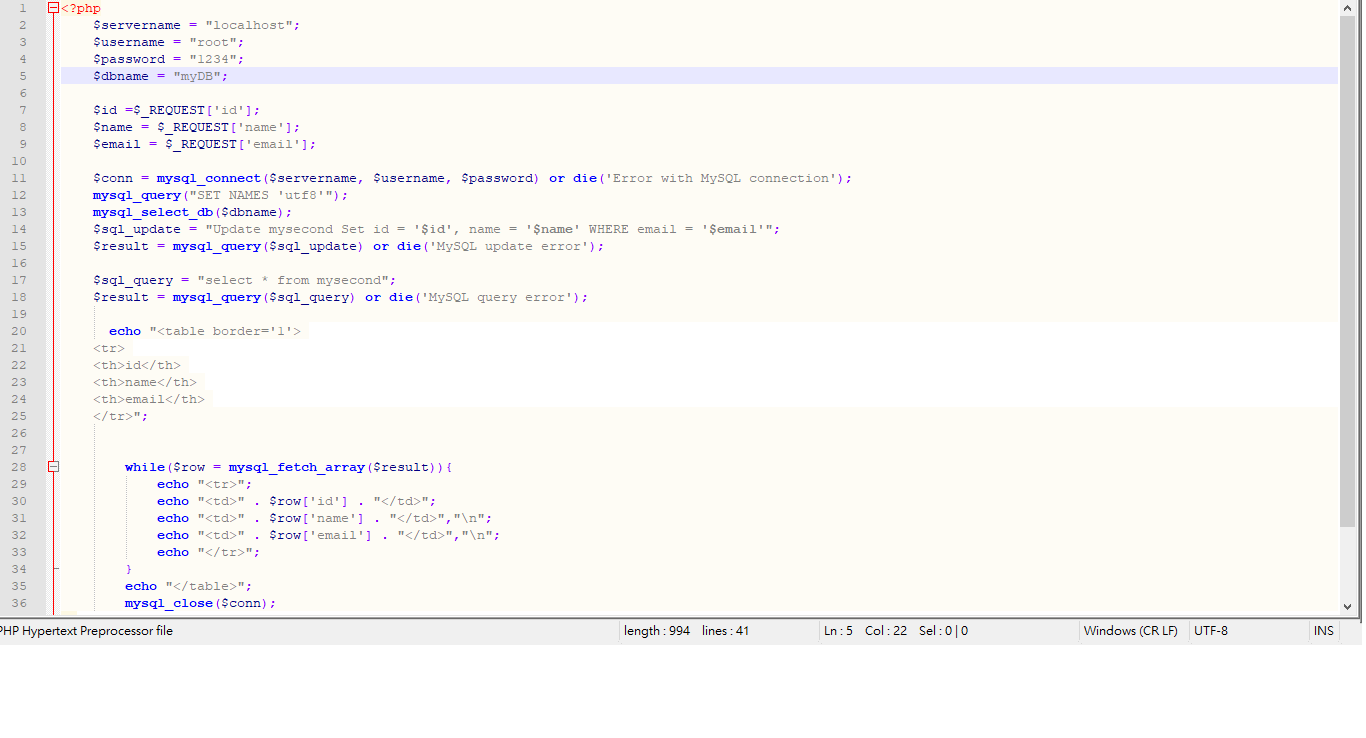 1 <?php
2 $servername = "localhost";
3 $username = "root";
4 $password = "1234";
5 $dbname = "myDB";
6
7 $id =$_REQUEST['id'];
8 $name = $_REQUEST['name'];
9 $email = $_REQUEST['email'];
10
11 $conn = mysql_connect($servername, $username, $password) or die('Error with MySQL connection');
12 mysql_query("SET NAMES 'utf8'");
13 mysql_select_db($dbname);
14 $sql_update = "Update mysecond Set id = '$id', name = '$name' WHERE email = '$email'";
15 $result = mysql_query($sql_update) or die('MySQL update error');
16
17 $sql_query = "select * from mysecond";
18 $result = mysql_query($sql_query) or die('MySQL query error');
19
20 echo "<table border='1'>
21 <tr>
22 <th>id</th>
23 <th>name</th>
24 <th>email</th>
25 </tr>";
26
27
28 while($row = mysql_fetch_array($result)){
29 echo "<tr>";
30 echo "<td>" . $row['id'] . "</td>";
31 echo "<td>" . $row['name'] . "</td>","\n";
32 echo "<td>" . $row['email'] . "</td>","\n";
33 echo "</tr>";
34 }
35 echo "</table>";
36 mysql_close($conn);
PHP Hypertext Preprocessor file length : 994 lines : 41 Ln : 5 Col : 22 Sel : 0 | 0 Windows (CR LF) UTF-8 INS